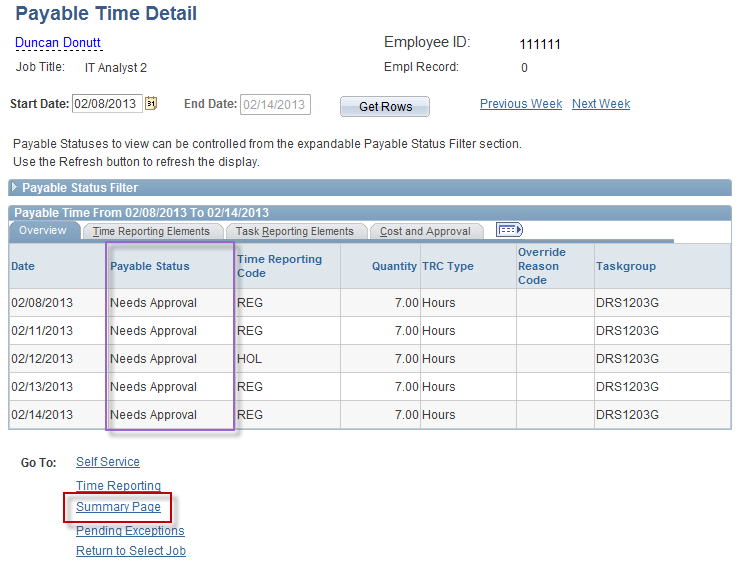 Payable Time Detail
Duncan Donutt Employee ID: 111111
Job Title: IT Analyst 2 Empl Record: 0
Start Date: 02/08/2013 31 End Date: 02/14/2013 Get Rows Previous Week Next Week
Payable Statuses to view can be controlled from the expandable Payable Status Filter section.
Use the Refresh button to refresh the display.
Payable Status Filter
Payable Time From 02/08/2013 To 02/14/2013
Overview Time Reporting Elements Task Reporting Elements Cost and Approval
Date Payable Status Time Reporting Code Quantity TRC Type Override Reason Code Taskgroup
02/08/2013 Needs Approval REG 7.00 Hours DRS1203G
02/11/2013 Needs Approval REG 7.00 Hours DRS1203G
02/12/2013 Needs Approval HOL 7.00 Hours DRS1203G
02/13/2013 Needs Approval REG 7.00 Hours DRS1203G
02/14/2013 Needs Approval REG 7.00 Hours DRS1203G
Go To: Self Service
Time Reporting
Summary Page
Pending Exceptions
Return to Select Job